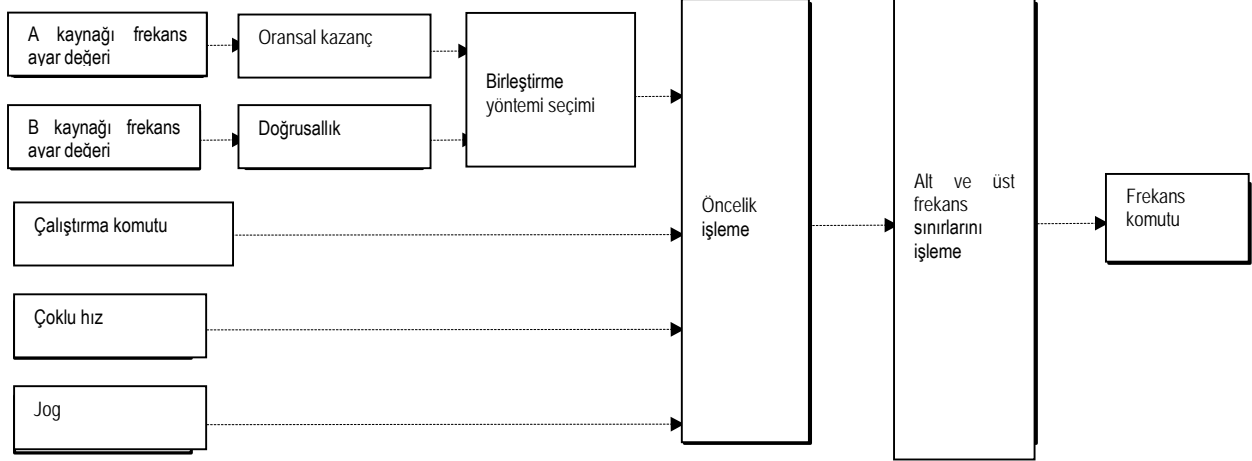 A kaynağı frekans
ayar değeri
Oransal kazanç
Birleştirme
yöntemi seçimi
B kaynağı frekans
ayar değeri
Doğrusallık
Çalıştırma komutu
Çoklu hız
Jog
Öncelik
işleme
Alt ve üst
frekans
sınırlarını
işleme
Frekans
komutu